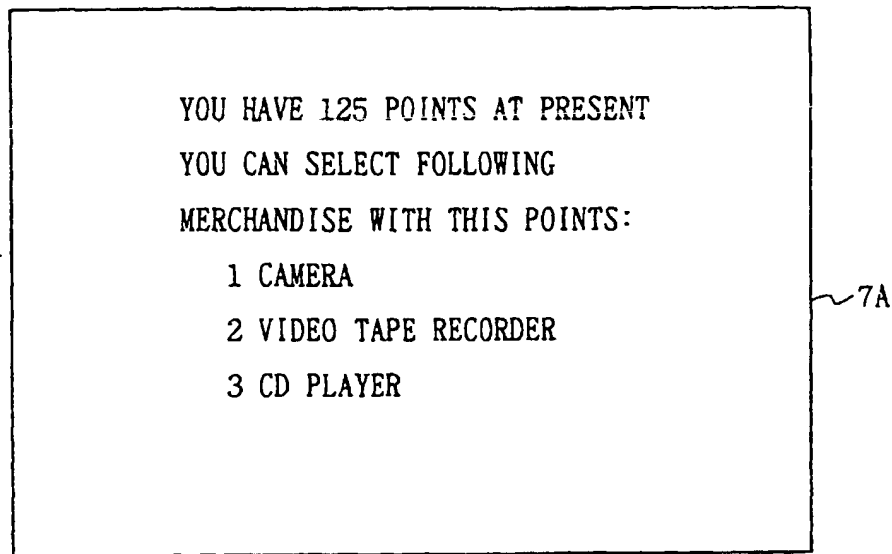 YOU HAVE 125 POINTS AT PRESENT
YOU CAN SELECT FOLLOWING
MERCHANDISE WITH THIS POINTS:
1 CAMERA
2 VIDEO TAPE RECORDER
3 CD PLAYER
7A